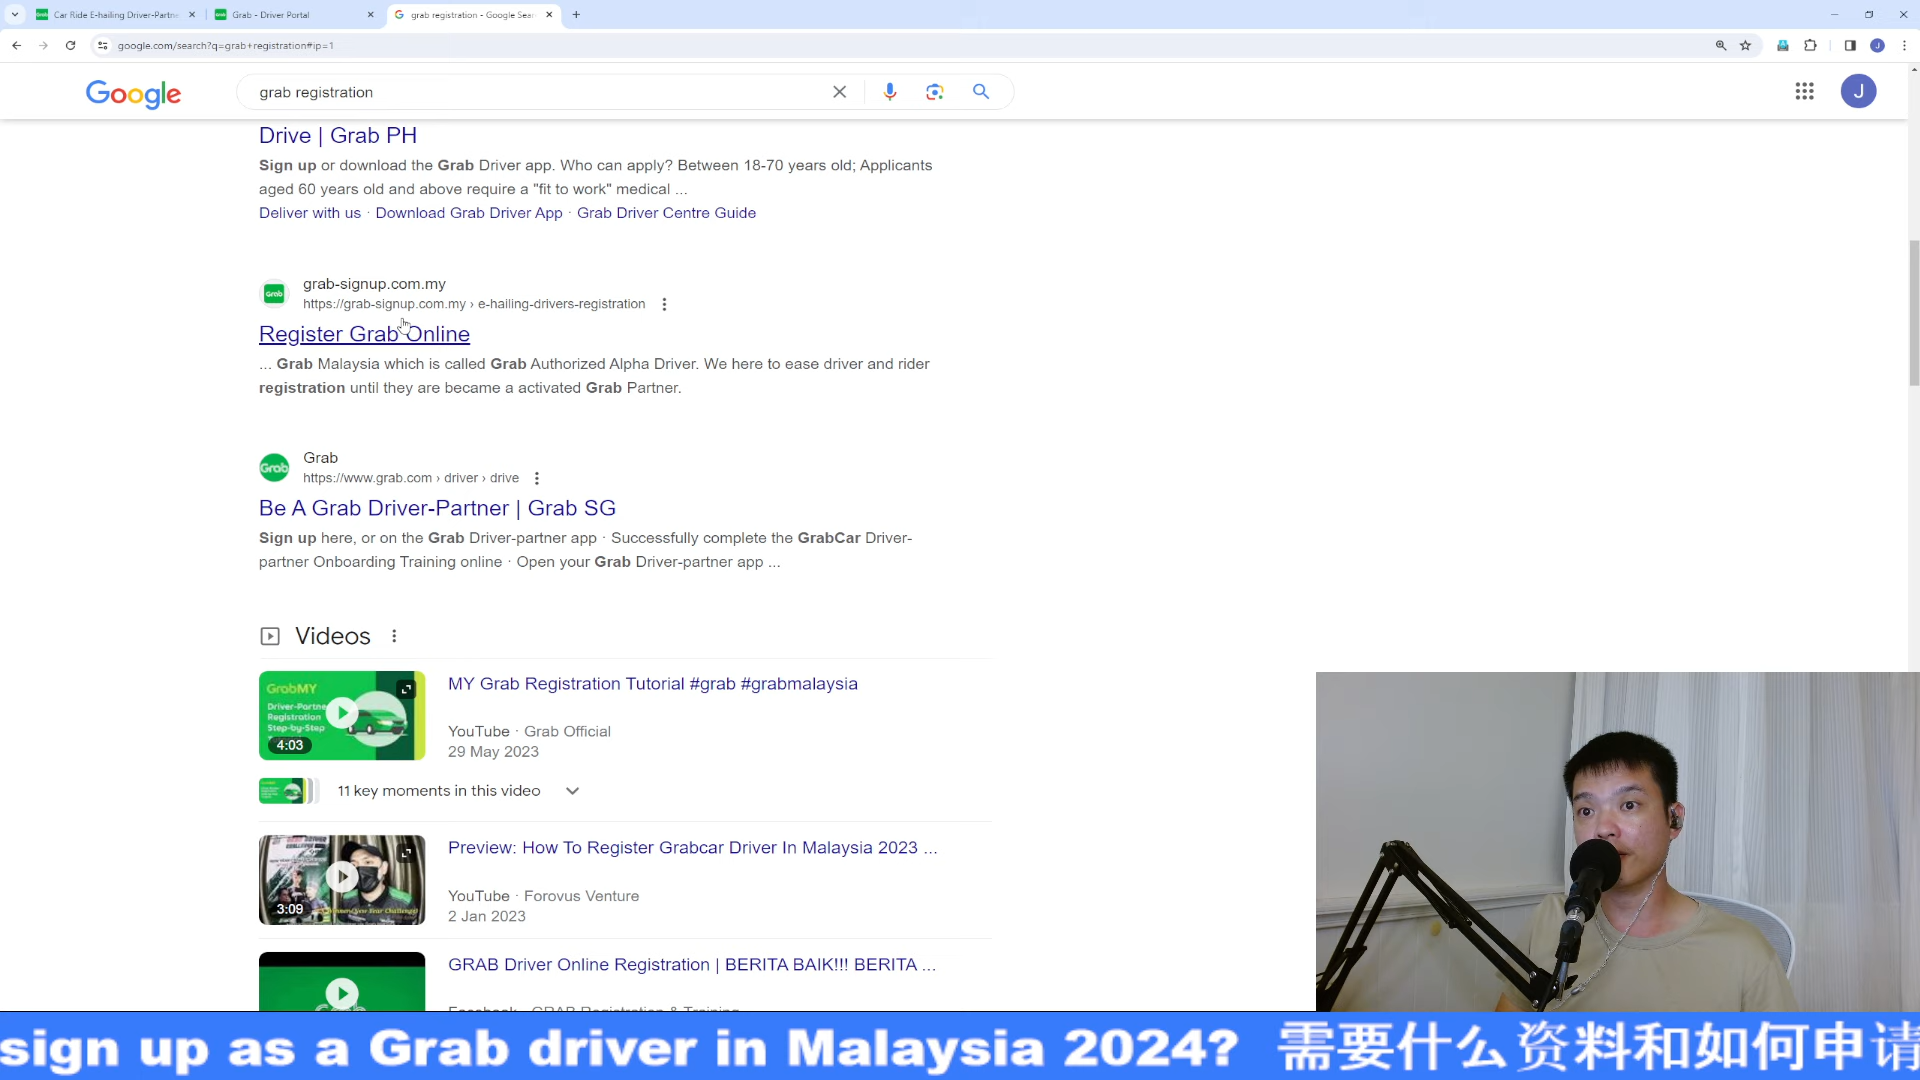 Car Ride E-hailing Driver-Partne
Grab - Driver Portal
grab registration - Google Sear
google.com/search?q=grab+registration#ip=1
J
Google
grab registration
J
Drive | Grab PH
Sign up or download the Grab Driver app. Who can apply? Between 18-70 years old; Applicants
aged 60 years old and above require a "fit to work" medical ...
Deliver with us · Download Grab Driver App · Grab Driver Centre Guide
Grab
grab-signup.com.my
https://grab-signup.com.my › e-hailing-drivers-registration
Register Grab Online
... Grab Malaysia which is called Grab Authorized Alpha Driver. We here to ease driver and rider
registration until they are became a activated Grab Partner.
Grab
Grab
https://www.grab.com › driver › drive
Be A Grab Driver-Partner | Grab SG
Sign up here, or on the Grab Driver-partner app · Successfully complete the GrabCar Driver-
partner Onboarding Training online · Open your Grab Driver-partner app ...
Videos
GrabMY
Driver-Partne
Registration
Step-by-Step
4:03
MY Grab Registration Tutorial #grab #grabmalaysia
YouTube · Grab Official
29 May 2023
11 key moments in this video
3:09
Preview: How To Register Grabcar Driver In Malaysia 2023 ...
YouTube · Forovus Venture
2 Jan 2023
GRAB Driver Online Registration | BERITA BAIK!!! BERITA ...
Facebook · GRAB Registration & Training
sign up as a Grab driver in Malaysia 2024? 需要什么资料和如何申请